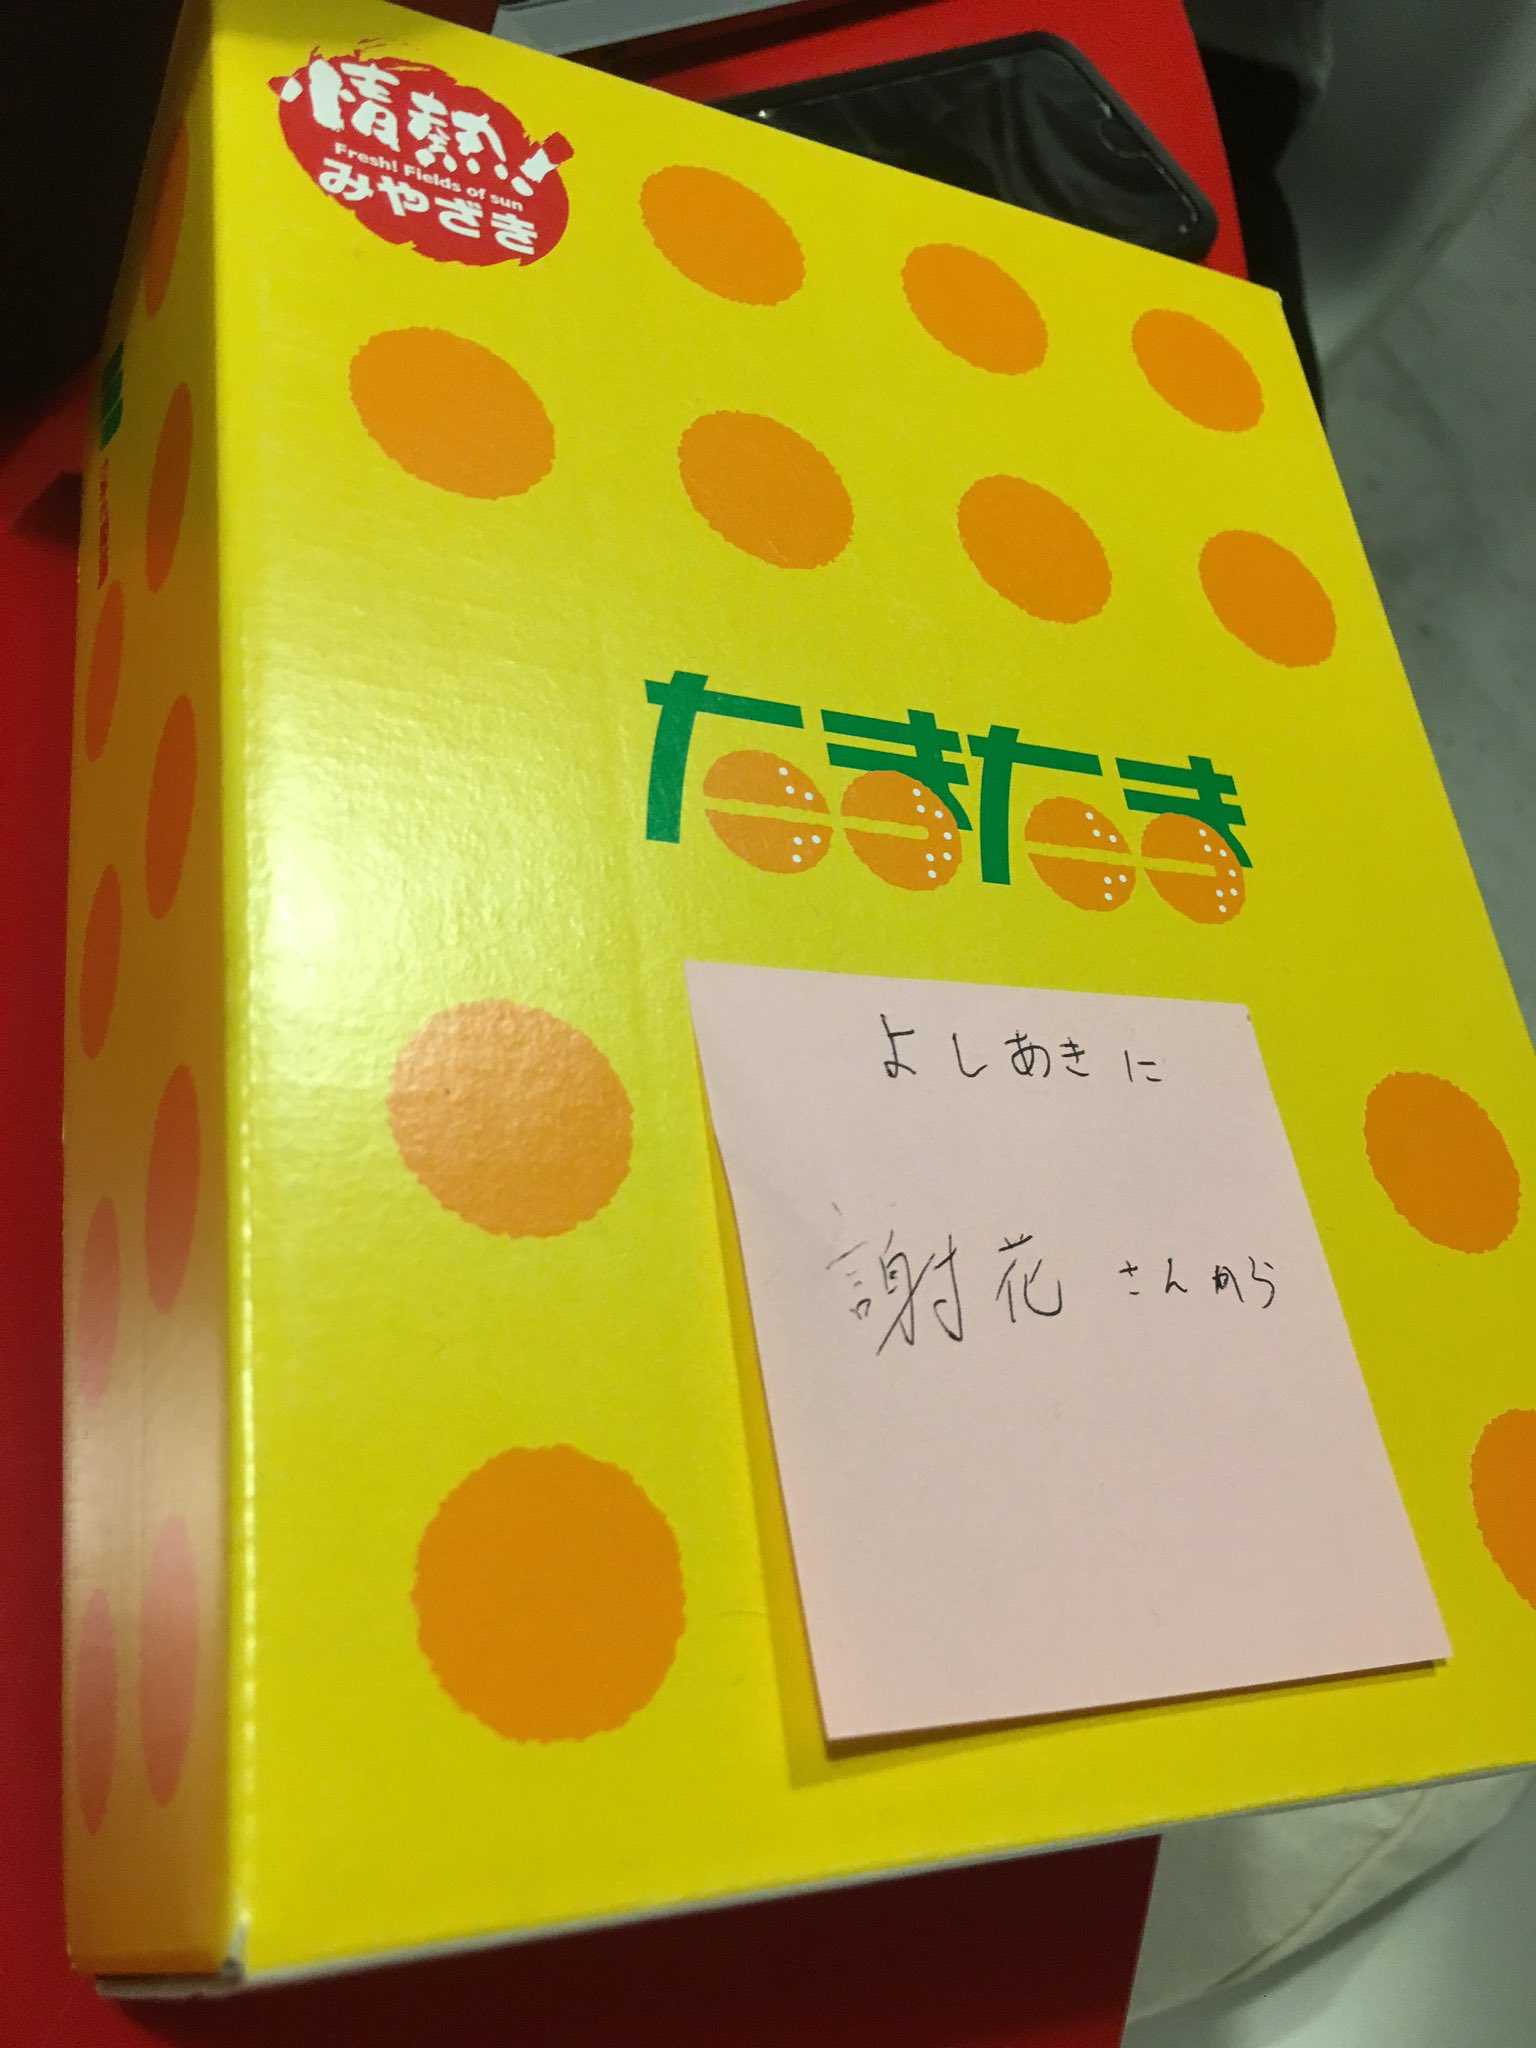 情熱!
Fresh! Fields of sun
みやざき
たまたま
よしあきに
謝花さんから